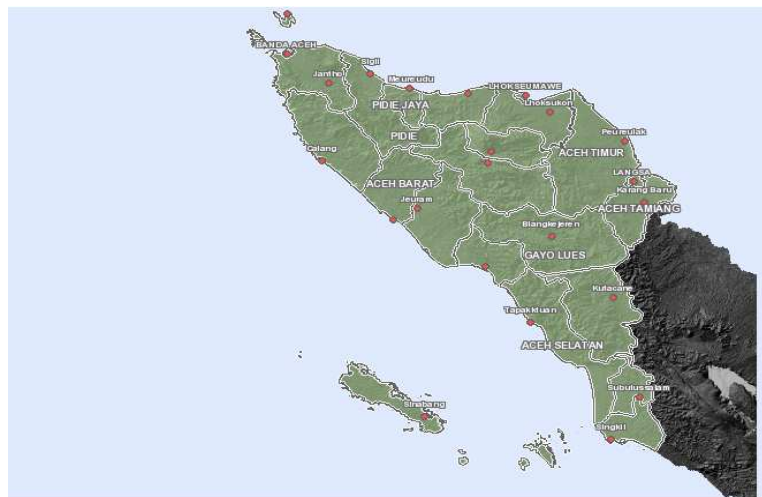 BANDA ACEH
Sigli
Jantho
Meureudu
LHOKSEUMAWE
PIDIE JAYA
Lhoksukon
PIDIE
Peureulak
Calang
ACEH TIMUR
LANGSA
ACEH BARAT
Karang Baru
Jeuram
ACEH TAMIANG
Blangkejeren
GAYO LUES
Kutacane
Tapaktuan
ACEH SELATAN
Subulussalam
Sinabang
Singkil